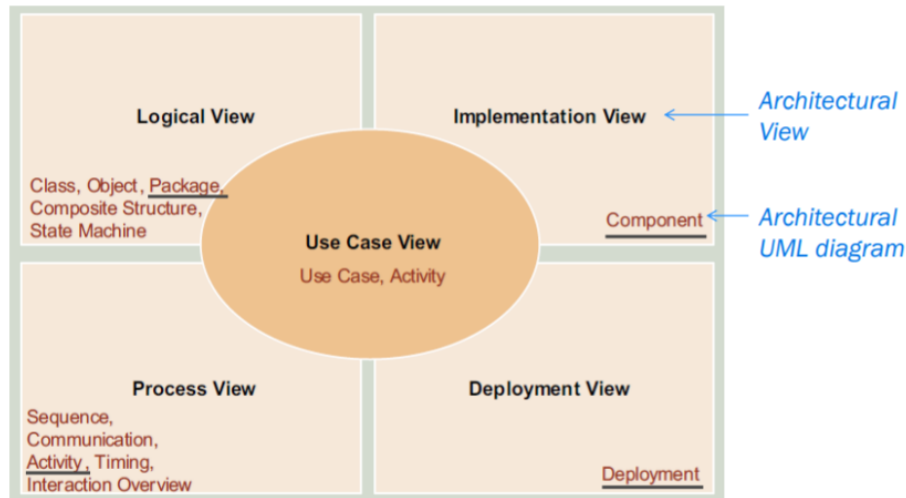 Logical View
Implementation View
Architectural
View
Class, Object, Package,
Composite Structure,
State Machine
Component
Architectural
UML diagram
Use Case View
Use Case, Activity
Process View
Deployment View
Sequence,
Communication,
Activity, Timing,
Interaction Overview
Deployment